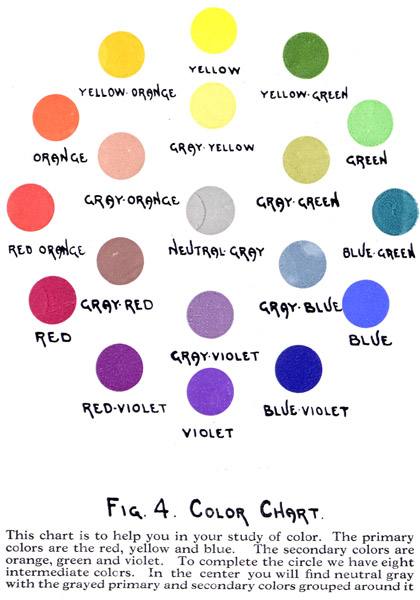 YELLOW
YELLOW·ORANGE
YELLOW·GREEN
ORANGE
GRAY·YELLOW
GREEN
GRAY·ORANGE
GRAY·GREEN
RED ORANGE
NEUTRAL·GRAY
BLUE·GREEN
GRAY·RED
GRAY·BLUE
RED
BLUE
GRAY·VIOLET
RED·VIOLET
BLUE·VIOLET
VIOLET
FIG. 4. COLOR CHART.
This chart is to help you in your study of color. The primary
colors are the red, yellow and blue. The secondary colors are
orange, green and violet. To complete the circle we have eight
intermediate colors. In the center you will find neutral gray
with the grayed primary and secondary colors grouped around it